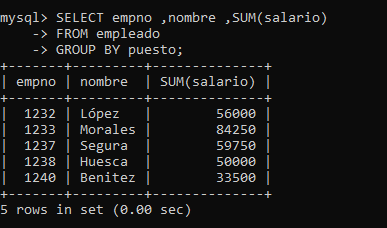 mysql> SELECT empno ,nombre ,SUM(salario)
    -> FROM empleado
    -> GROUP BY puesto;
+-------+---------+--------------+
| empno | nombre  | SUM(salario) |
+-------+---------+--------------+
|  1232 | López   |        56000 |
|  1233 | Morales |        84250 |
|  1237 | Segura  |        59750 |
|  1238 | Huesca  |        50000 |
|  1240 | Benitez |        33500 |
+-------+---------+--------------+
5 rows in set (0.00 sec)